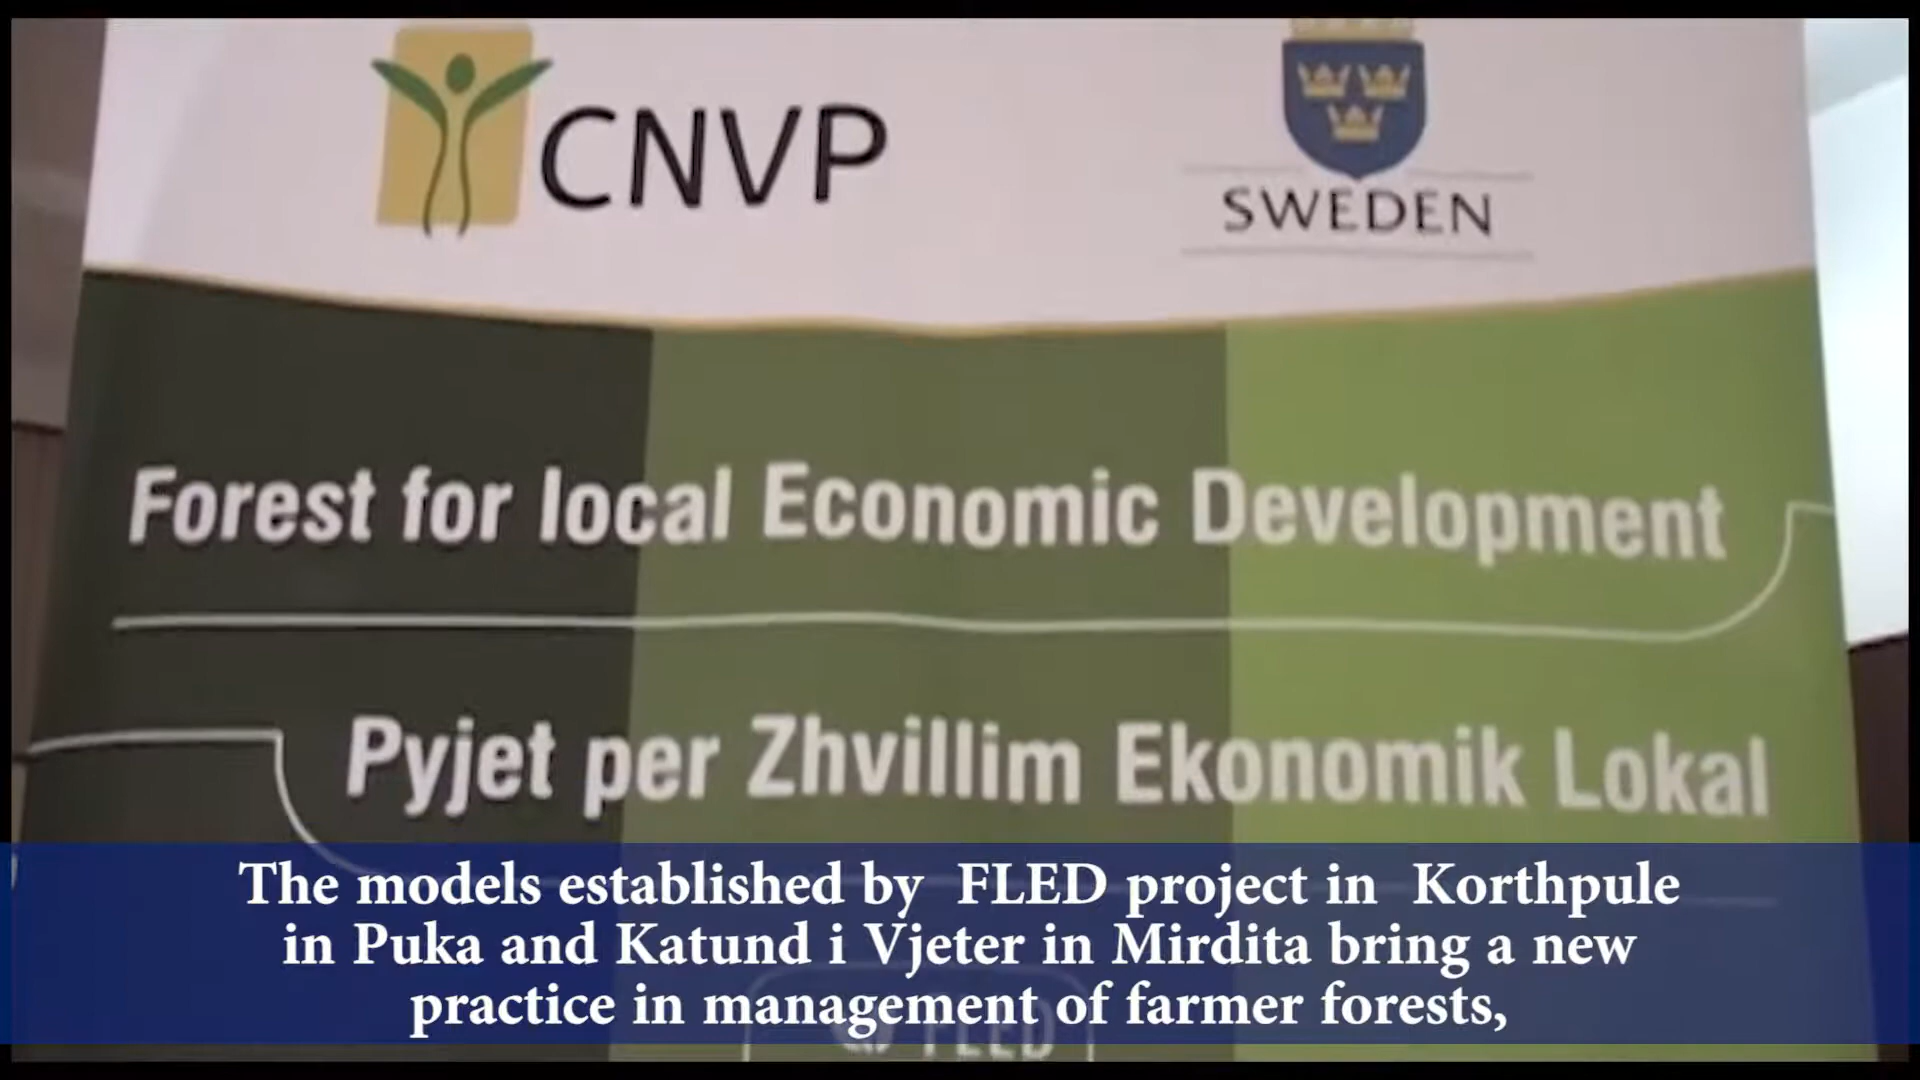 CNVP
SWEDEN
Forest for local Economic Development
Pyjet per Zhvillim Ekonomik Lokal
The models established by FLED project in Korthpule
in Puka and Katund i Vjeter in Mirdita bring a new
practice in management of farmer forests,
FLED